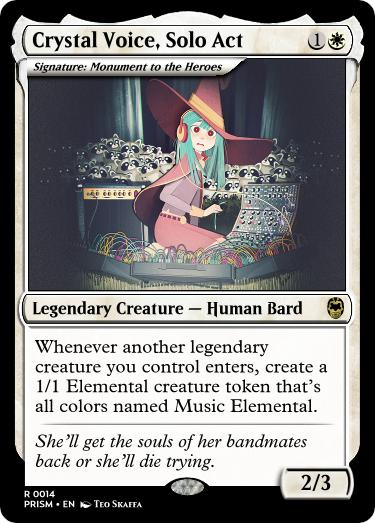 Crystal Voice, Solo Act 1
Signature: Monument to the Heroes
Legendary Creature — Human Bard
Whenever another legendary
creature you control enters, create a
1/1 Elemental creature token that's
all colors named Music Elemental.
She'll get the souls of her bandmates
back or she'll die trying.
2/3
R 0014
PRISM • EN Teo Skaffa